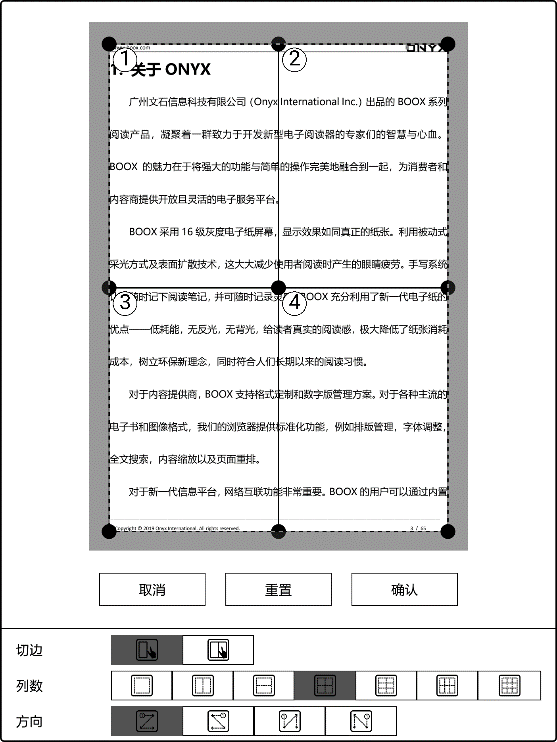 www.boox.com ONYX
① ②
1. 关于 ONYX
广州文石信息科技有限公司（Onyx International Inc.）出品的 BOOX 系列
阅读产品，凝聚着一群致力于开发新型电子阅读器的专家们的智慧与心血。
BOOX 的魅力在于将强大的功能与简单的操作完美地融合到一起，为消费者和
内容商提供开放且灵活的电子服务平台。
BOOX 采用 16 级灰度电子纸屏幕，显示效果如同真正的纸张。利用被动式
采光方式及表面扩散技术，这大大减少使用者阅读时产生的眼睛疲劳。手写系统
③ ④
随时记下阅读笔记，并可随时记录灵 BOOX 充分利用了新一代电子纸的
优点——低耗能，无反光，无背光，给读者真实的阅读感，极大降低了纸张消耗
成本，树立环保新理念，同时符合人们长期以来的阅读习惯。
对于内容提供商，BOOX 支持格式定制和数字版管理方案。对于各种主流的
电子书和图像格式，我们的浏览器提供标准化功能，例如排版管理，字体调整，
全文搜索，内容缩放以及页面重排。
对于新一代信息平台，网络互联功能非常重要。BOOX 的用户可以通过内置
Copyright © 2019 Onyx International. All rights reserved. 3 / 65
取消 重置 确认
切边
列数
方向